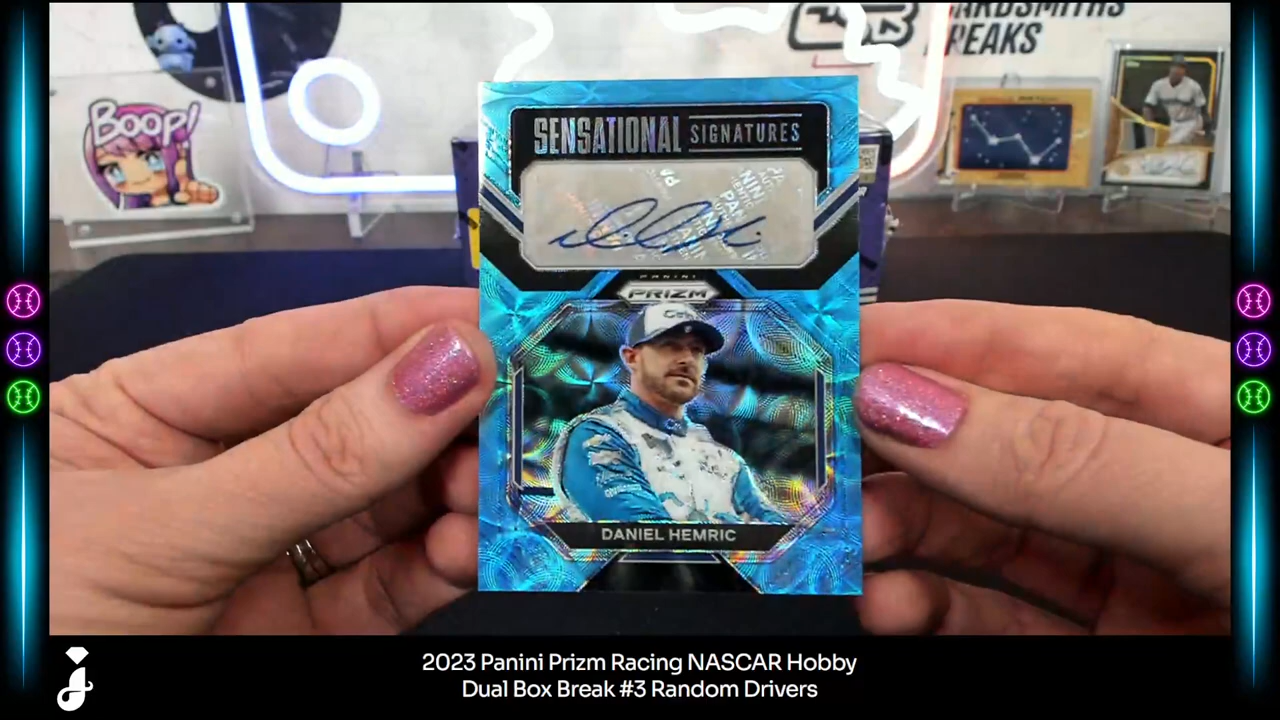 CARDSMITHS
BREAKS
BOOP!
SENSATIONAL SIGNATURES
PANINI
PRIZM
DANIEL HEMRIC
2023 Panini Prizm Racing NASCAR Hobby
Dual Box Break #3 Random Drivers